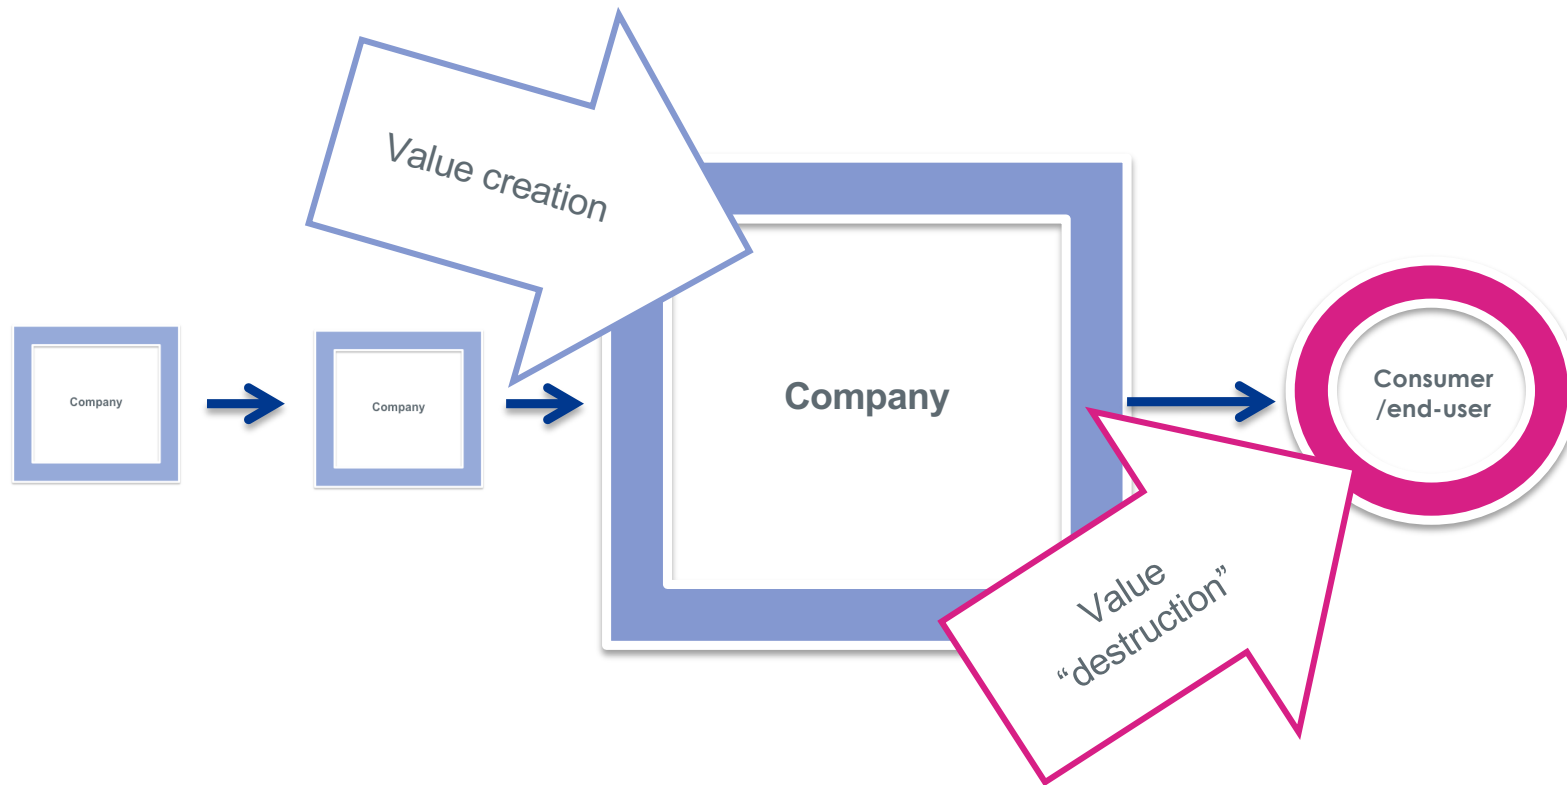 Value creation
Company
Company
Company
Consumer
/end-user
Value
“destruction”